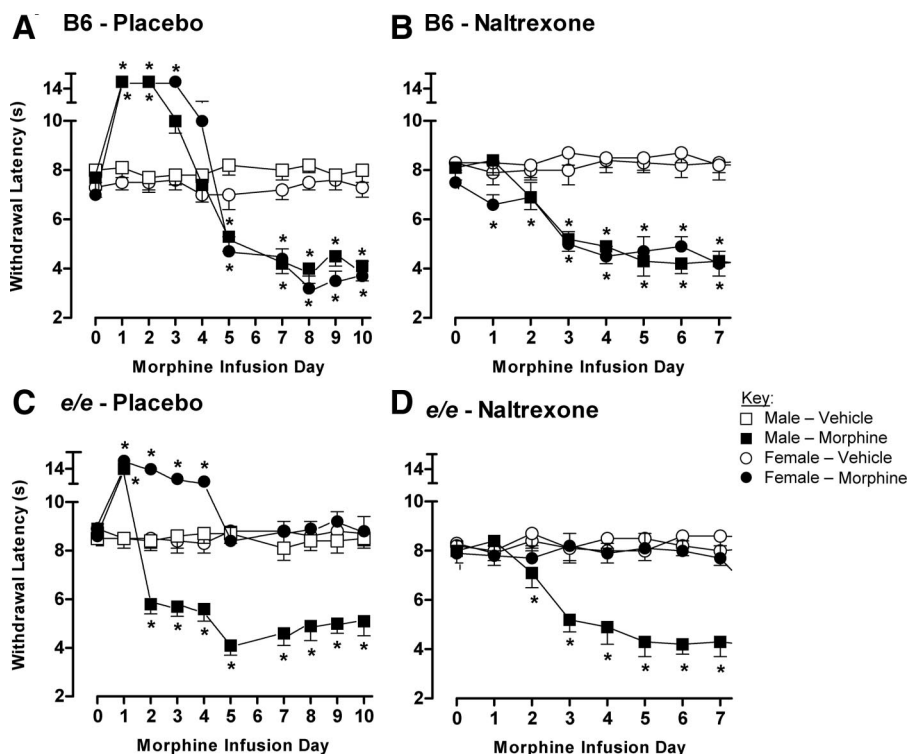 A B6 - Placebo
Withdrawal Latency (s)
14
10
8
6
4
2
* * * * * * * * * * * * * * *
0 1 2 3 4 5 7 8 9 10
Morphine Infusion Day
B B6 - Naltrexone
14
10
8
6
4
2
* * * * * * * * * * * *
0 1 2 3 4 5 6 7
Morphine Infusion Day
C e/e - Placebo
Withdrawal Latency (s)
14
10
8
6
4
2
* * * * * * * * * * * * *
0 1 2 3 4 5 7 8 9 10
Morphine Infusion Day
D e/e - Naltrexone
14
10
8
6
4
2
* * * * * *
0 1 2 3 4 5 6 7
Morphine Infusion Day
Key:
Male – Vehicle
Male – Morphine
Female – Vehicle
Female – Morphine